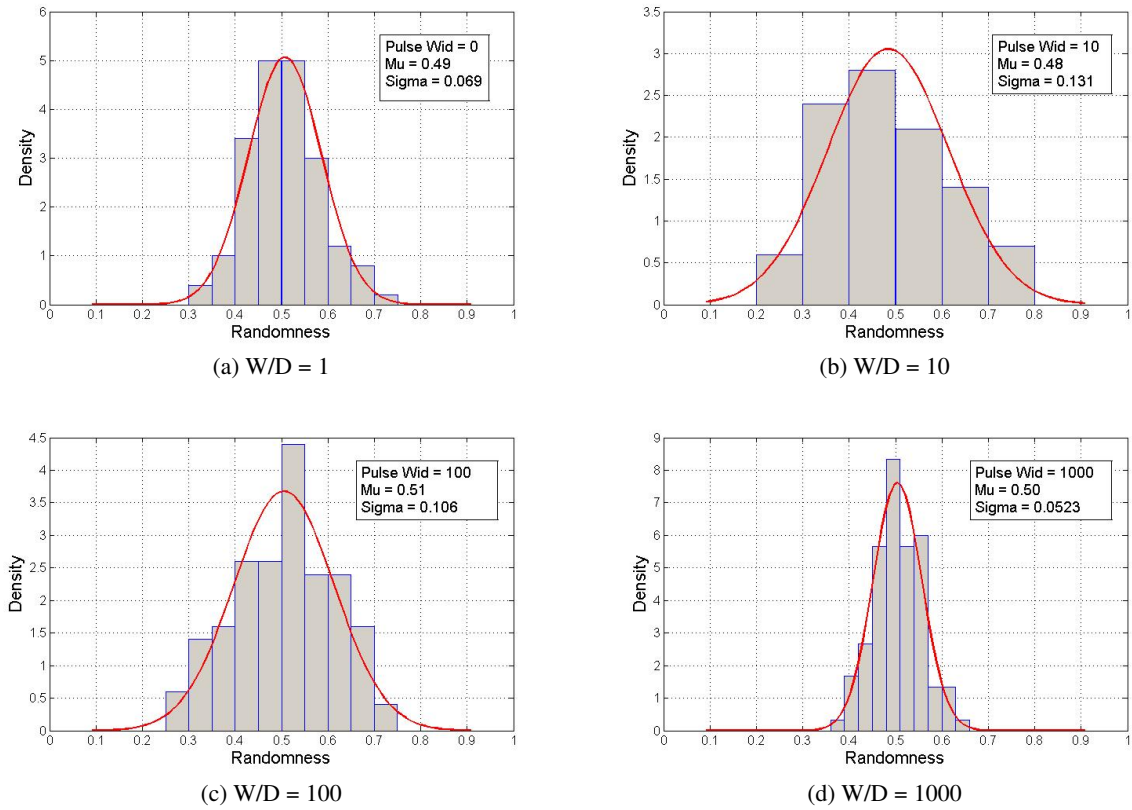 6
5
4
3
2
1
0
Density
Pulse Wid = 0
Mu = 0.49
Sigma = 0.069
0 0.1 0.2 0.3 0.4 0.5 0.6 0.7 0.8 0.9 1
Randomness
(a) W/D = 1
3.5
3
2.5
2
1.5
1
0.5
0
Density
Pulse Wid = 10
Mu = 0.48
Sigma = 0.131
0 0.1 0.2 0.3 0.4 0.5 0.6 0.7 0.8 0.9 1
Randomness
(b) W/D = 10
4.5
4
3.5
3
2.5
2
1.5
1
0.5
0
Density
Pulse Wid = 100
Mu = 0.51
Sigma = 0.106
0 0.1 0.2 0.3 0.4 0.5 0.6 0.7 0.8 0.9 1
Randomness
(c) W/D = 100
9
8
7
6
5
4
3
2
1
0
Density
Pulse Wid = 1000
Mu = 0.50
Sigma = 0.0523
0 0.1 0.2 0.3 0.4 0.5 0.6 0.7 0.8 0.9 1
Randomness
(d) W/D = 1000